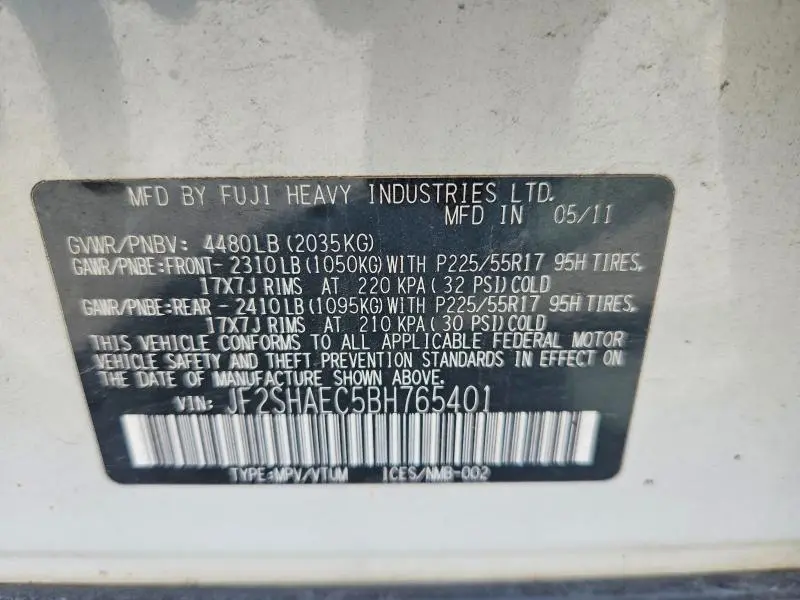 MFD BY FUJI HEAVY INDUSTRIES LTD.
MFD IN 05/11
GVWR/PNBV: 4480LB(2035KG)
GAWR/PNBE:FRONT-2310LB(1050KG)WITH P225/55R17 95H TIRES,
17X7J RIMS AT 220 KPA( 32 PSI)COLD
GAWR/PNBE:REAR -2410LB(1095KG)WITH P225/55R17 95H TIRES,
17X7J RIMS AT 210 KPA( 30 PSI)COLD
THIS VEHICLE CONFORMS TO ALL APPLICABLE FEDERAL MOTOR
VEHICLE SAFETY AND THEFT PREVENTION STANDARDS IN EFFECT ON
THE DATE OF MANUFACTURE SHOWN ABOVE.
VIN: JF2SHAEC5BH765401
TYPE:MPV/VTUM ICES/NMB-002